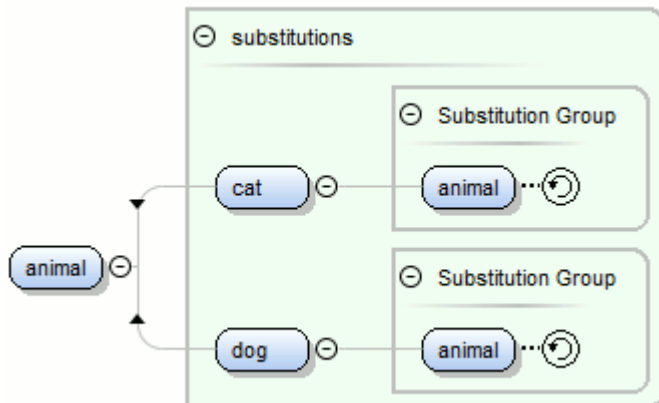 substitutions
Substitution Group
cat
animal
animal
Substitution Group
dog
animal